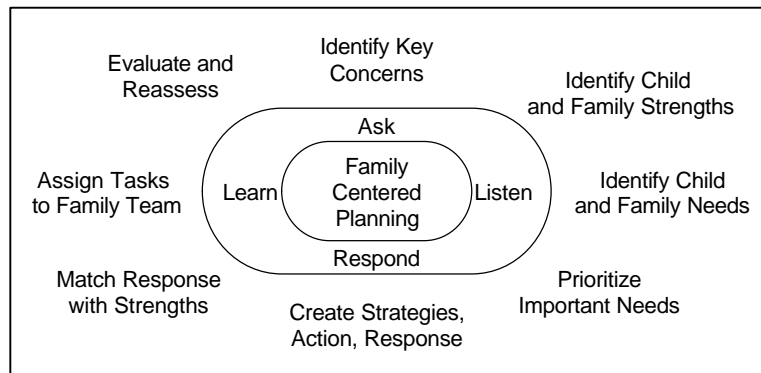 Identify Key
Concerns
Evaluate and
Reassess
Identify Child
and Family Strengths
Ask
Family
Centered
Planning
Learn
Listen
Respond
Assign Tasks
to Family Team
Identify Child
and Family Needs
Match Response
with Strengths
Prioritize
Important Needs
Create Strategies,
Action, Response